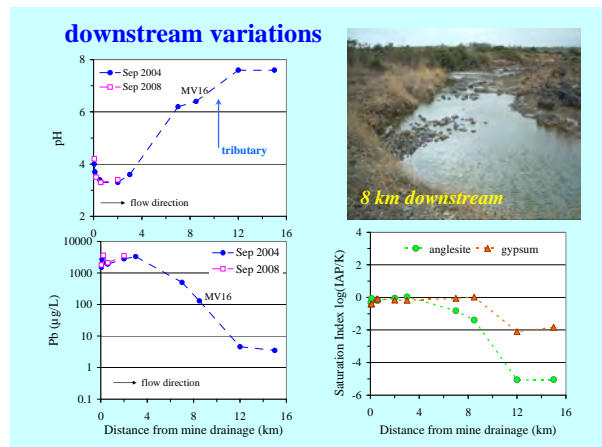 downstream variations
8
6
4
2
pH
Sep 2004
Sep 2008
MV16
tributary
flow direction
0 4 8 12 16
8 km downstream
10000
1000
100
10
1
0.1
Pb (µg/L)
Sep 2004
Sep 2008
MV16
flow direction
0 4 8 12 16
Distance from mine drainage (km)
4
2
0
-2
-4
-6
Saturation Index log(IAP/K)
anglesite gypsum
0 4 8 12 16
Distance from mine drainage (km)